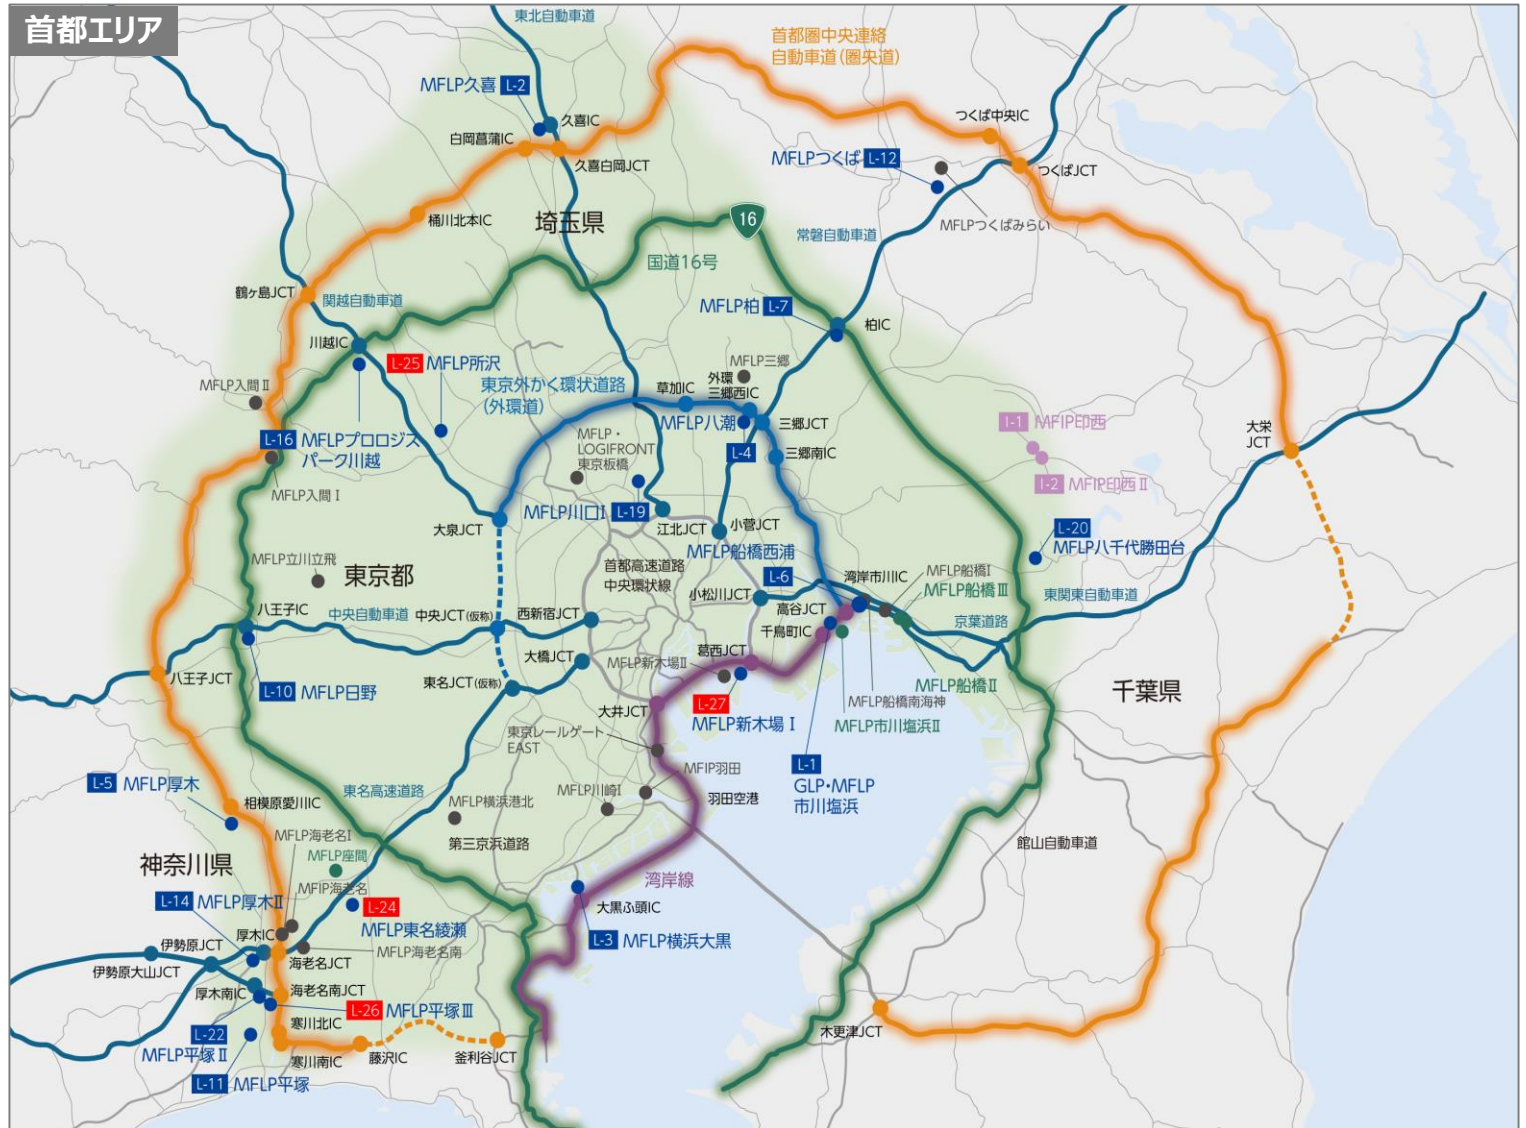 首都エリア
東北自動車道
首都圏中央連絡
自動車道(圏央道)
MFLP久喜 L-2
久喜IC
白岡菖蒲IC
久喜白岡JCT
つくば中央IC
MFLPつくば L-12
つくばJCT
MFLPつくばみらい
桶川北本IC
埼玉県
16
常磐自動車道
国道16号
鶴ヶ島JCT
関越自動車道
MFLP柏 L-7
柏IC
川越IC
L-25 MFLP所沢
MFLP入間Ⅱ
MFLP三郷
東京外かく環状道路
(外環道)
草加IC
外環
三郷西IC
MFLP八潮
三郷JCT
L-4
三郷南IC
L-16 MFLPプロロジス
パーク川越
MFLP・
LOGIFRONT
東京板橋
I-1 MFIP印西
大栄
JCT
MFLP入間Ⅰ
I-2 MFIP印西Ⅱ
MFLP川口Ⅰ L-19
大泉JCT
江北JCT
小菅JCT
L-20
MFLP八千代勝田台
MFLP船橋西浦
L-6
MFLP立川立飛
東京都
首都高速道路
中央環状線
湾岸市川IC
MFLP船橋Ⅰ
MFLP船橋Ⅲ
小松川JCT
高谷JCT
東関東自動車道
八王子IC
中央自動車道
中央JCT(仮称)
西新宿JCT
千鳥町IC
京葉道路
大橋JCT
葛西JCT
MFLP新木場Ⅱ
八王子JCT
L-10 MFLP日野
東名JCT(仮称)
MFLP船橋Ⅱ
千葉県
L-27
MFLP新木場Ⅰ
MFLP船橋南海神
大井JCT
MFLP市川塩浜Ⅱ
東京レールゲート
EAST
L-1
GLP・MFLP
市川塩浜
MFIP羽田
L-5 MFLP厚木
東名高速道路
MFLP川崎Ⅰ
羽田空港
相模原愛川IC
MFLP横浜港北
MFLP海老名Ⅰ
第三京浜道路
館山自動車道
神奈川県
MFLP座間
MFIP海老名
湾岸線
L-14 MFLP厚木Ⅱ
L-24
MFLP東名綾瀬
大黒ふ頭IC
厚木IC
L-3 MFLP横浜大黒
伊勢原JCT
MFLP海老名南
海老名JCT
伊勢原大山JCT
厚木南IC
海老名南JCT
L-26 MFLP平塚Ⅲ
寒川北IC
L-22
MFLP平塚Ⅱ
木更津JCT
寒川南IC
藤沢IC
釜利谷JCT
L-11 MFLP平塚